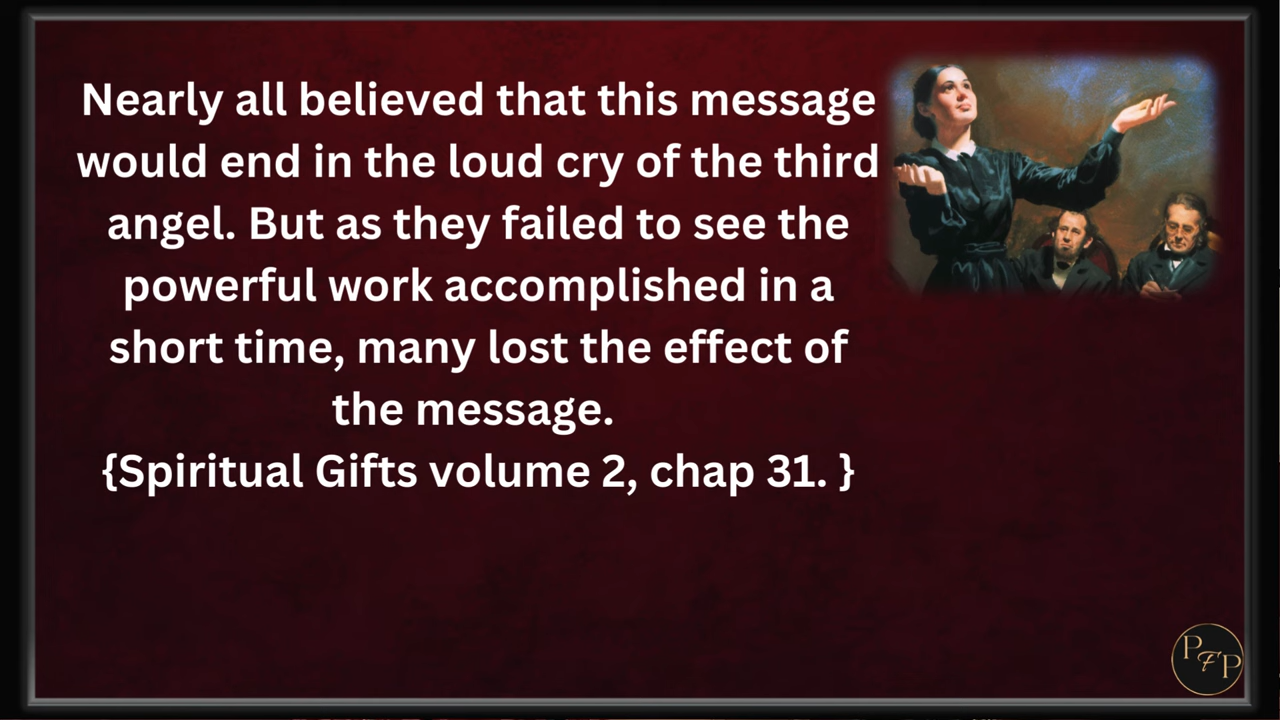 Nearly all believed that this message
would end in the loud cry of the third
angel. But as they failed to see the
powerful work accomplished in a
short time, many lost the effect of
the message.
{Spiritual Gifts volume 2, chap 31. }
PFP